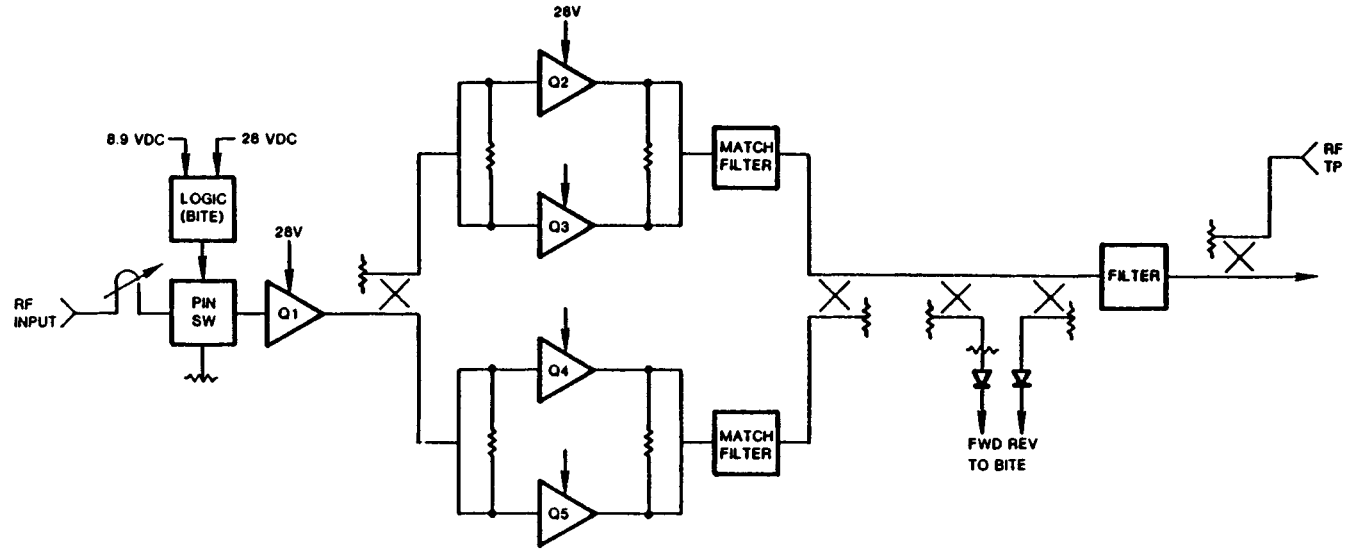 28V
Q2
8.9 VDC
28 VDC
LOGIC
(BITE)
MATCH
FILTER
RF
TP
Q3
28V
RF
INPUT
PIN
SW
Q1
FILTER
Q4
MATCH
FILTER
FWD REV
TO BITE
Q5